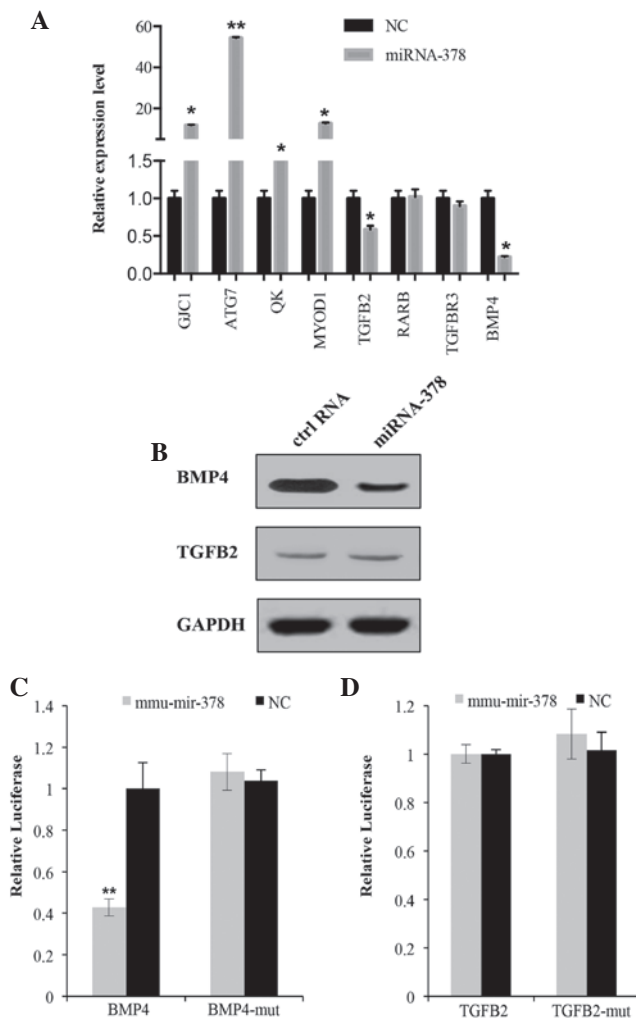 A
NC
miRNA-378
Relative expression level
60
40
20
1.5
1.0
0.5
0.0
* ** * * * *
GJC1 ATG7 QK MYOD1 TGFB2 RARB TGFBR3 BMP4
B
ctrl RNA miRNA-378
BMP4
TGFB2
GAPDH
C
mmu-mir-378 NC
Relative Luciferase
1.4
1.2
1
0.8
0.6
0.4
0.2
0
**
BMP4 BMP4-mut
D
mmu-mir-378 NC
Relative Luciferase
1.2
1
0.8
0.6
0.4
0.2
0
TGFB2 TGFB2-mut